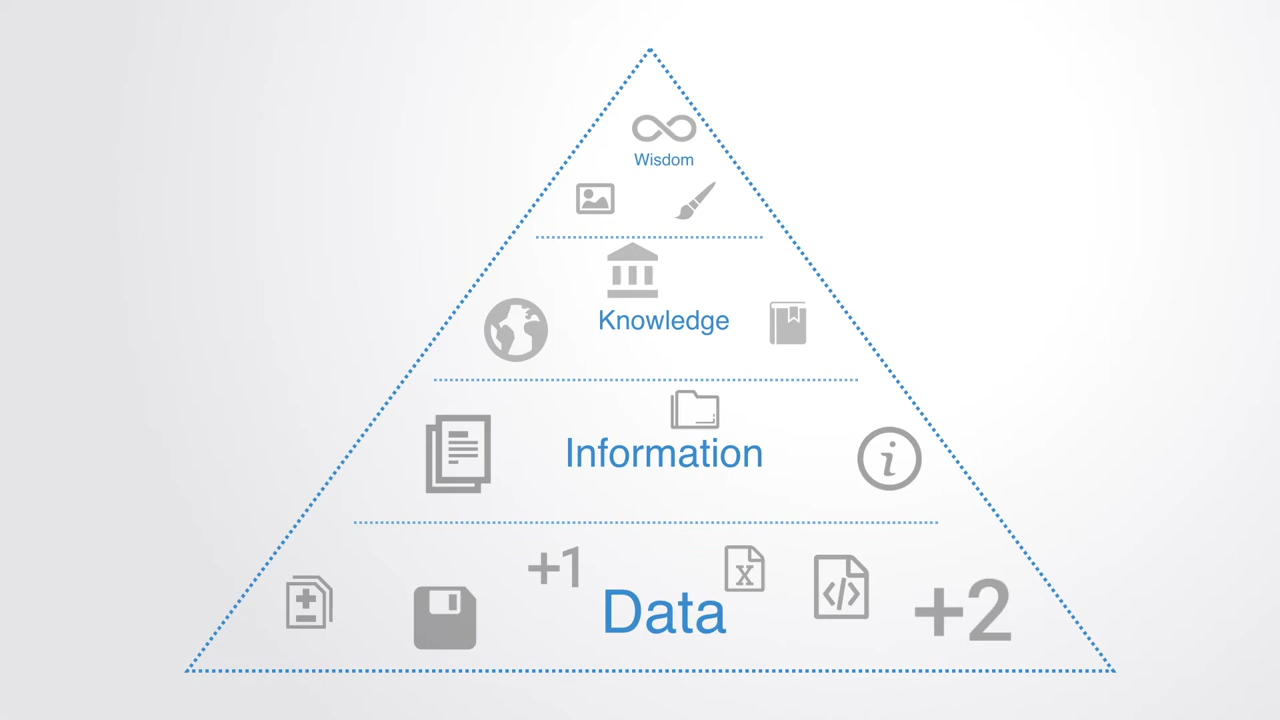 Wisdom
Knowledge
Information
i
+1
X
</>
Data
+2